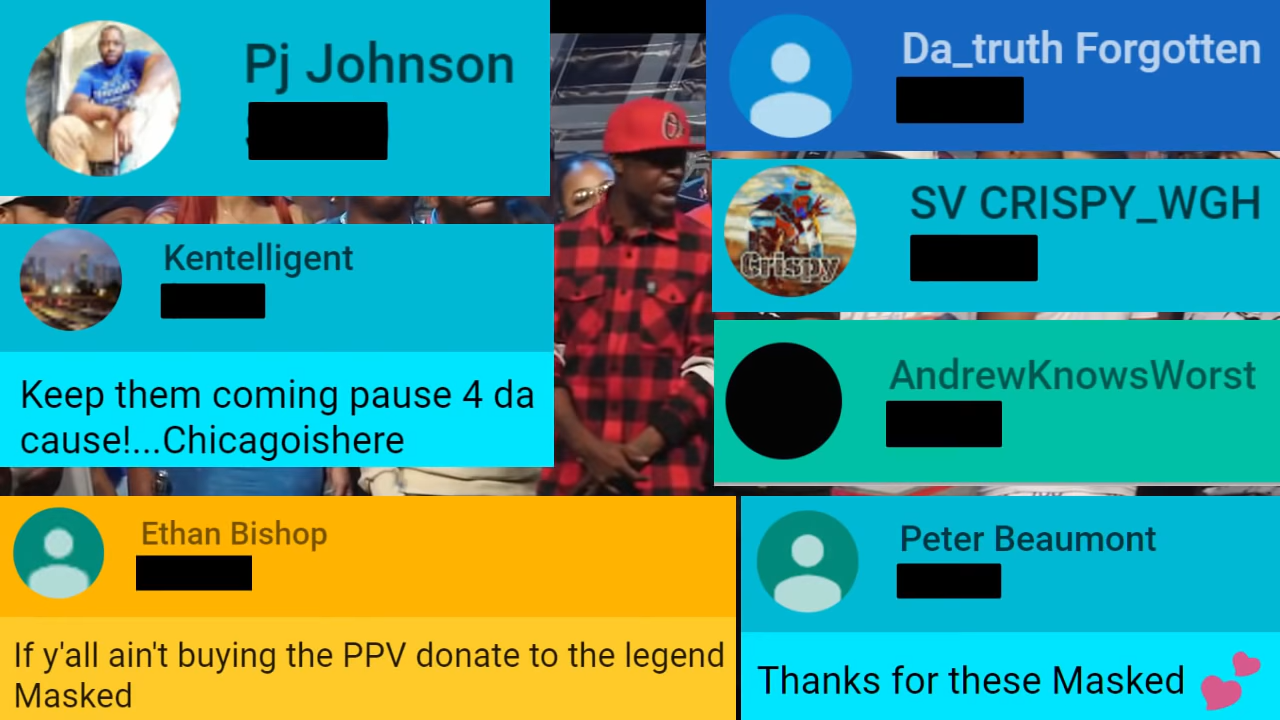 Pj Johnson
Kentelligent
Keep them coming pause 4 da
cause!...Chicagoishere
Da_truth Forgotten
SV CRISPY_WGH
Crispy
AndrewKnowsWorst
Ethan Bishop
If y'all ain't buying the PPV donate to the legend
Masked
Peter Beaumont
Thanks for these Masked 💕